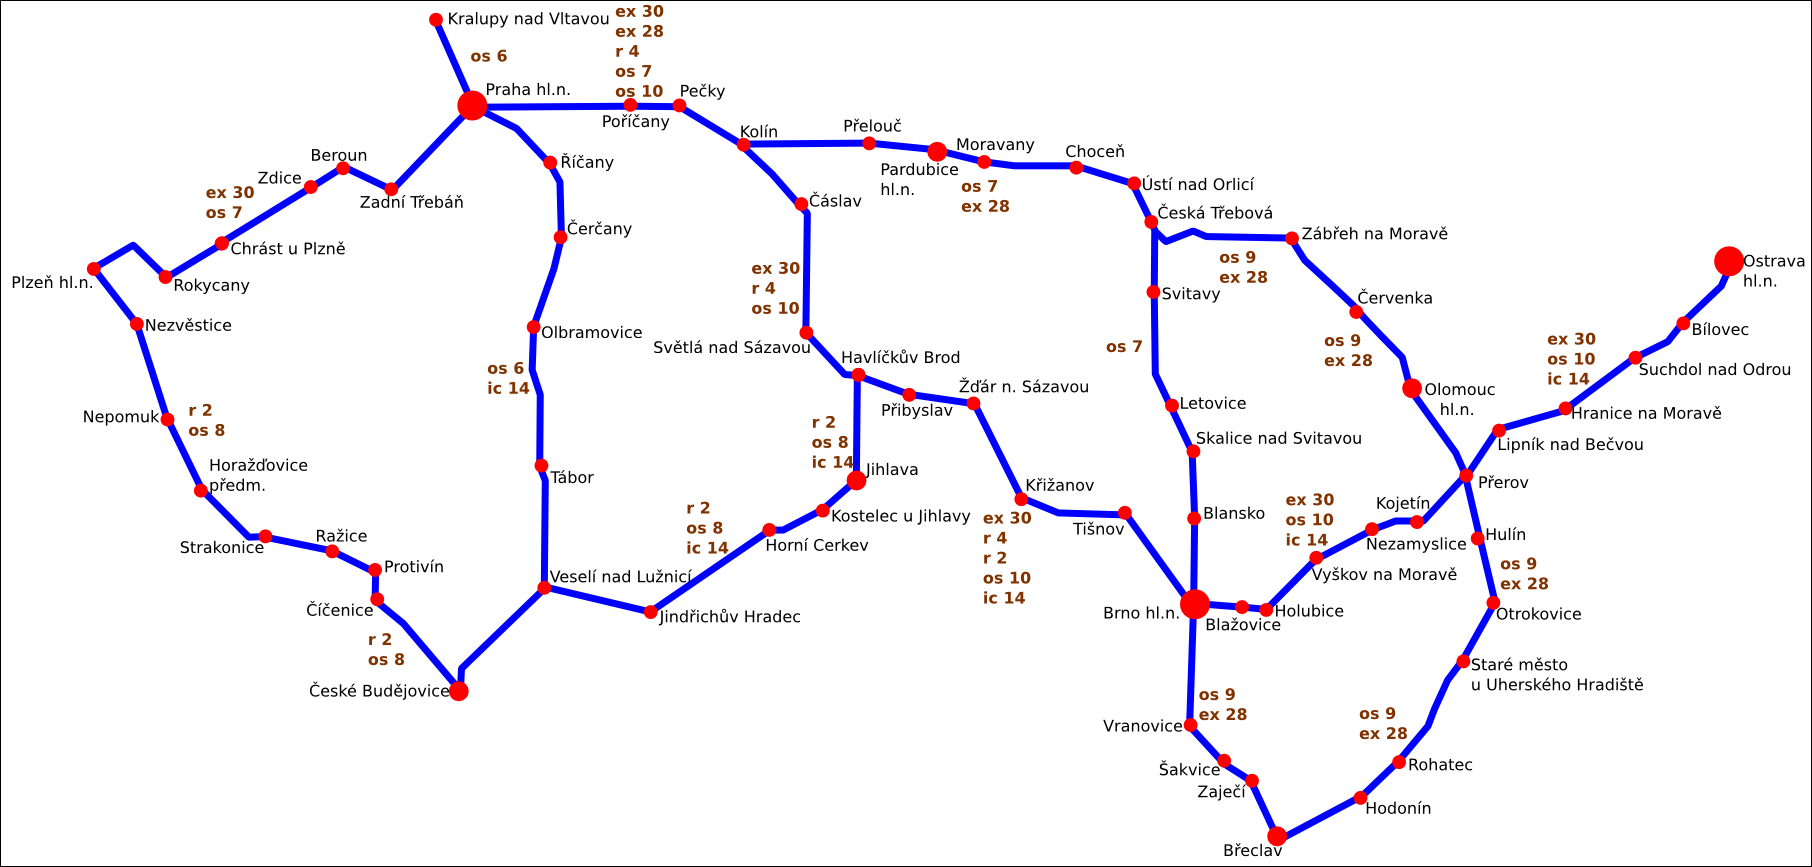 Kralupy nad Vltavou
ex 30
ex 28
r 4
os 7
os 10
os 6
Praha hl.n.
Poříčany
Pečky
Kolín
Přelouč
Pardubice
hl.n.
Moravany
os 7
ex 28
Choceň
Ústí nad Orlicí
Česká Třebová
Zábřeh na Moravě
os 9
ex 28
Říčany
Beroun
Zdice
Zadní Třebáň
ex 30
os 7
Chrást u Plzně
Rokycany
Plzeň hl.n.
Nezvěstice
Čerčany
Čáslav
ex 30
r 4
os 10
Světlá nad Sázavou
Olbramovice
os 6
ic 14
Svitavy
os 7
Červenka
os 9
ex 28
Olomouc
hl.n.
Ostrava
hl.n.
Bílovec
ex 30
os 10
ic 14
Suchdol nad Odrou
Hranice na Moravě
Lipník nad Bečvou
Přerov
Havlíčkův Brod
Přibyslav
Žďár n. Sázavou
Letovice
Skalice nad Svitavou
Nepomuk
r 2
os 8
Horažďovice
předm.
r 2
os 8
ic 14
Jihlava
Tábor
Křižanov
ex 30
r 4
r 2
os 10
ic 14
Tišnov
Blansko
ex 30
os 10
ic 14
Kojetín
Nezamyslice
Vyškov na Moravě
Hulín
os 9
ex 28
Otrokovice
r 2
os 8
ic 14
Kostelec u Jihlavy
Horní Cerkev
Strakonice
Ražice
Protivín
Číčenice
r 2
os 8
Veselí nad Lužnicí
Jindřichův Hradec
Brno hl.n.
Blažovice
Holubice
České Budějovice
Staré město
u Uherského Hradiště
os 9
ex 28
Vranovice
os 9
ex 28
Šakvice
Zaječí
Rohatec
Hodonín
Břeclav